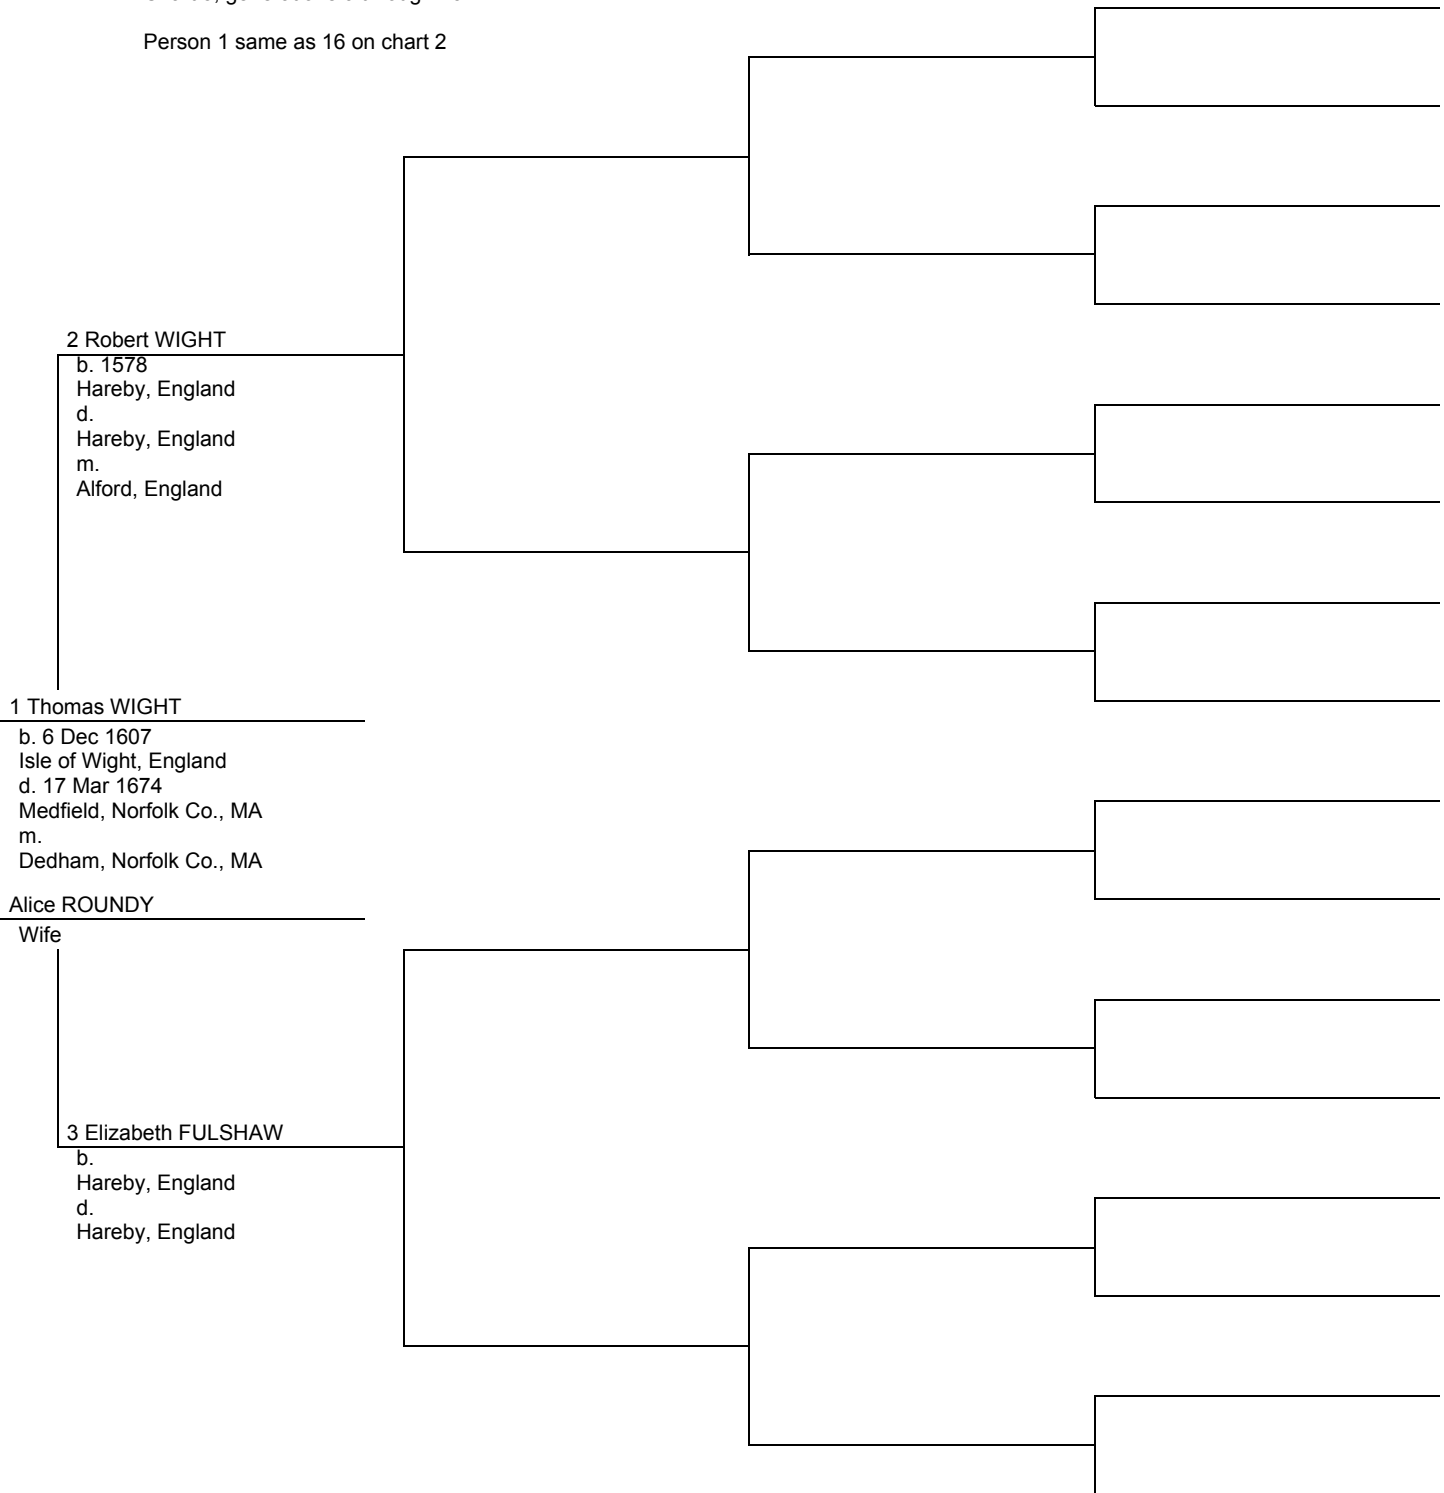 Person 1 same as 16 on chart 2
2 Robert WIGHT
b. 1578
Hareby, England
d.
Hareby, England
m.
Alford, England
1 Thomas WIGHT
b. 6 Dec 1607
Isle of Wight, England
d. 17 Mar 1674
Medfield, Norfolk Co., MA
m.
Dedham, Norfolk Co., MA
Alice ROUNDY
Wife
3 Elizabeth FULSHAW
b.
Hareby, England
d.
Hareby, England